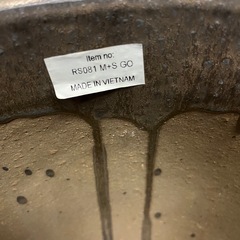 Item no:
RS081 M+S GO
MADE IN VIETNAM